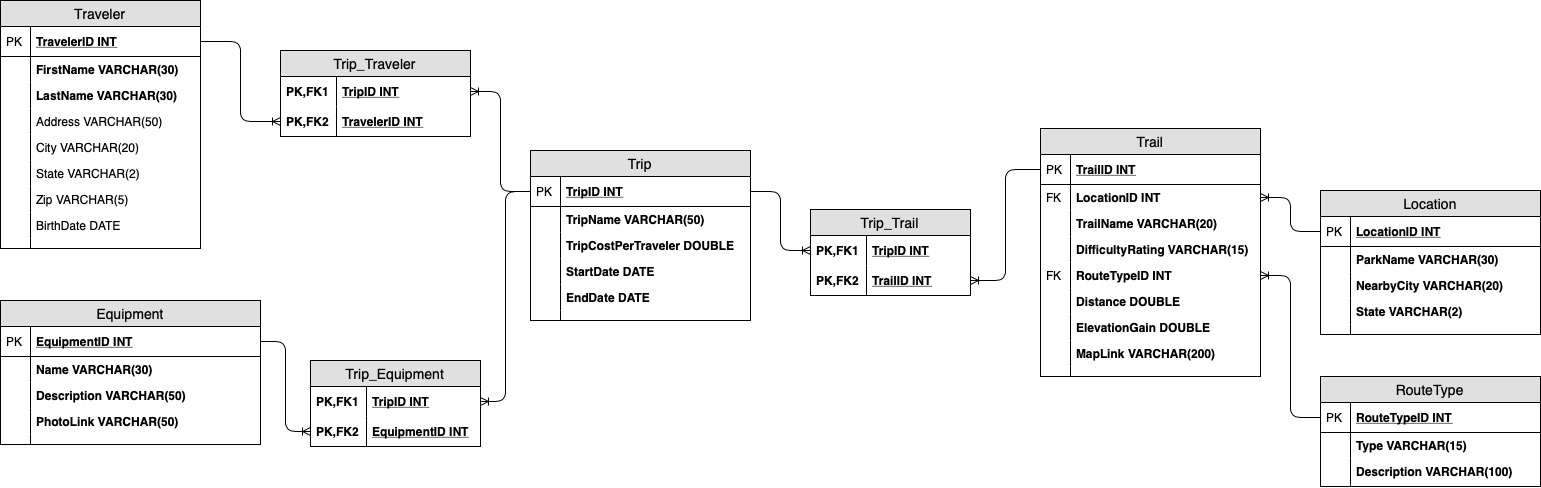 Traveler
PK TravelerID INT
FirstName VARCHAR(30)
LastName VARCHAR(30)
Address VARCHAR(50)
City VARCHAR(20)
State VARCHAR(2)
Zip VARCHAR(5)
BirthDate DATE
Trip_Traveler
PK,FK1 TripID INT
PK,FK2 TravelerID INT
Equipment
PK EquipmentID INT
Name VARCHAR(30)
Description VARCHAR(50)
PhotoLink VARCHAR(50)
Trip_Equipment
PK,FK1 TripID INT
PK,FK2 EquipmentID INT
Trip
PK TripID INT
TripName VARCHAR(50)
TripCostPerTraveler DOUBLE
StartDate DATE
EndDate DATE
Trip_Trail
PK,FK1 TripID INT
PK,FK2 TrailID INT
Trail
PK TrailID INT
FK LocationID INT
TrailName VARCHAR(20)
DifficultyRating VARCHAR(15)
FK RouteTypeID INT
Distance DOUBLE
ElevationGain DOUBLE
MapLink VARCHAR(200)
Location
PK LocationID INT
ParkName VARCHAR(30)
NearbyCity VARCHAR(20)
State VARCHAR(2)
RouteType
PK RouteTypeID INT
Type VARCHAR(15)
Description VARCHAR(100)